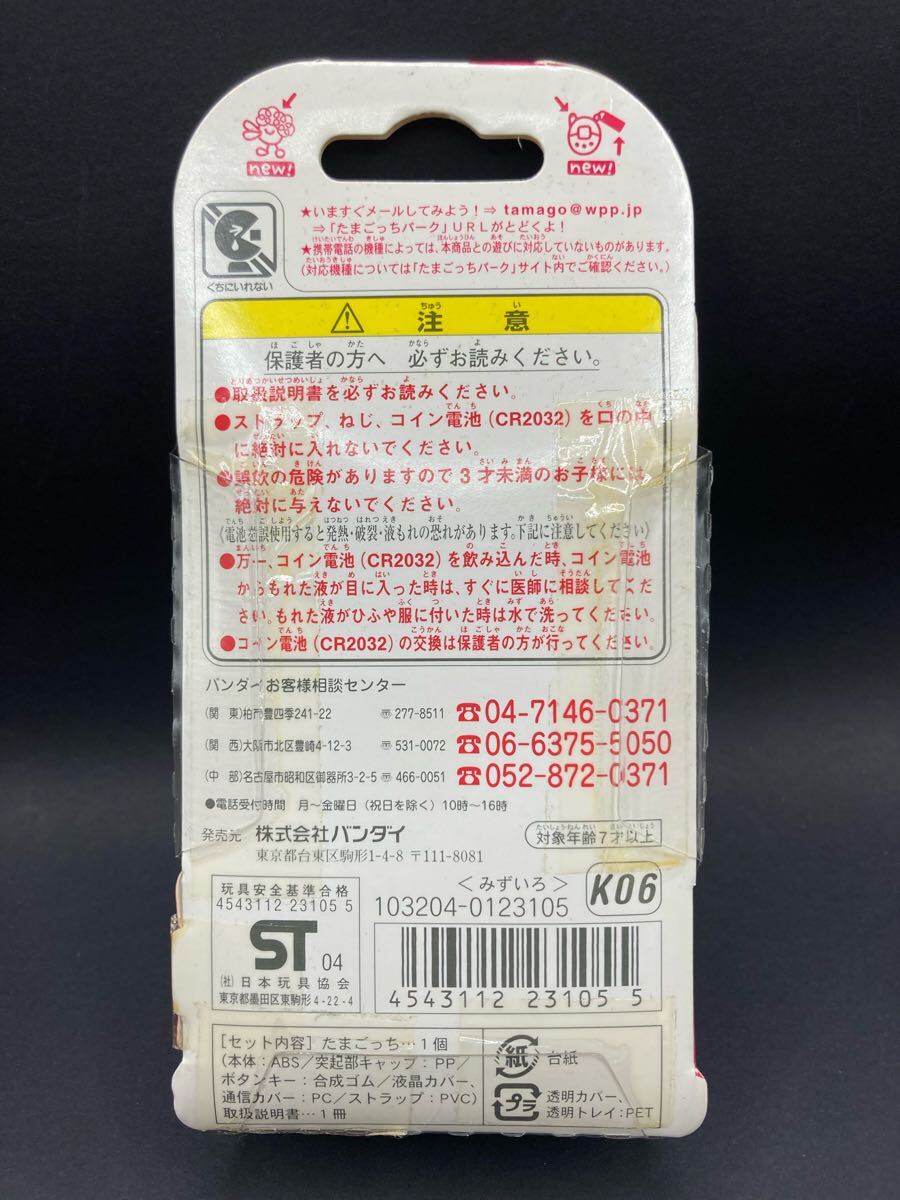 new!
new!
くちにいれない
★いますぐメールしてみよう!⇒ tamago@wpp.jp
⇒「たまごっちパーク」URLがとどくよ!
★携帯電話の機種によっては、本商品との遊びに対応していないものがあります。
(対応機種については「たまごっちパーク」サイト内でご確認ください。)
注意
保護者の方へ 必ずお読みください。
●取扱説明書を必ずお読みください。
●ストラップ、ねじ、コイン電池(CR2032)を口の中
に絶対に入れないでください。
●誤飲の危険がありますので3才未満のお子様には
絶対に与えないでください。
〈電池を誤使用すると発熱・破裂・液もれの恐れがあります。下記に注意してください〉
●万一、コイン電池(CR2032)を飲み込んだ時、コイン電池
からもれた液が目に入った時は、すぐに医師に相談してくだ
さい。もれた液がひふや服に付いた時は水で洗ってください。
●コイン電池(CR2032)の交換は保護者の方が行ってください。
バンダイお客様相談センター
(関 東)柏市豊四季241-22 〠277-8511 ☎04-7146-0371
(関 西)大阪市北区豊崎4-12-3 〠531-0072 ☎06-6375-5050
(中 部)名古屋市昭和区御器所3-2-5 〠466-0051 ☎052-872-0371
●電話受付時間 月〜金曜日(祝日を除く)10時〜16時
発売元 株式会社バンダイ
東京都台東区駒形1-4-8 〒111-8081
対象年齢7才以上
玩具安全基準合格
4543112 23105 5
ST 04
(社)日本玩具協会
東京都墨田区東駒形4-22-4
<みずいろ>
103204-0123105
K06
4543112 231055
[セット内容]たまごっち…1個
(本体:ABS/突起部キャップ:PP/
ボタンキー:合成ゴム/液晶カバー、
通信カバー:PC/ストラップ:PVC)
取扱説明書…1冊
紙 台紙
プラ 透明カバー、
透明トレイ:PET